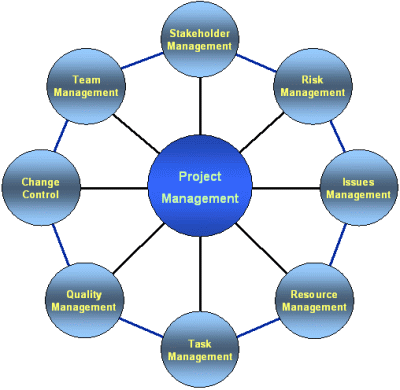 Stakeholder
Management
Team
Management
Risk
Management
Project
Management
Change
Control
Issues
Management
Quality
Management
Resource
Management
Task
Management